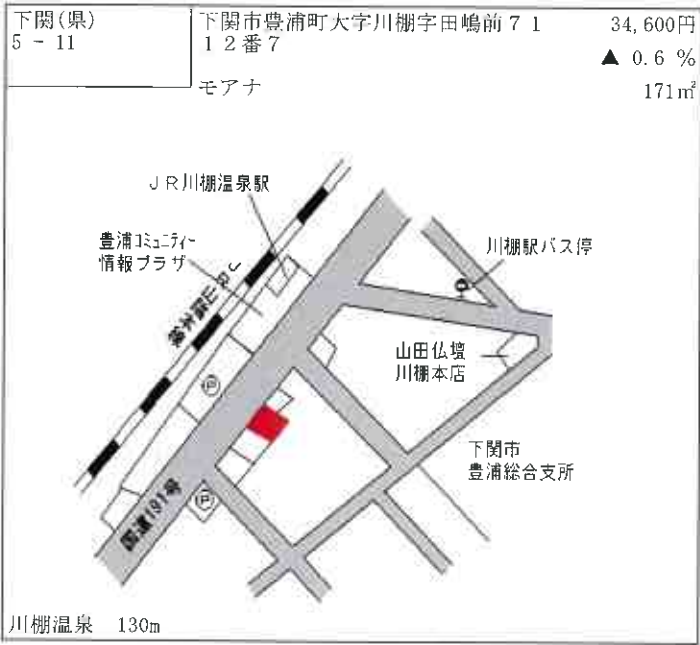 下関(県)
5 - 11
下関市豊浦町大字川棚字田嶋前７１
１２番７
モアナ
34,600円
▲ 0.6 %
171㎡
ＪＲ川棚温泉駅
豊浦ｺﾐｭﾆﾃｨｰ
情報プラザ
ＪＲ山陰本線
川棚駅バス停
山田仏壇
川棚本店
Ｐ
下関市
豊浦総合支所
Ｐ
国道191号
川棚温泉　130m